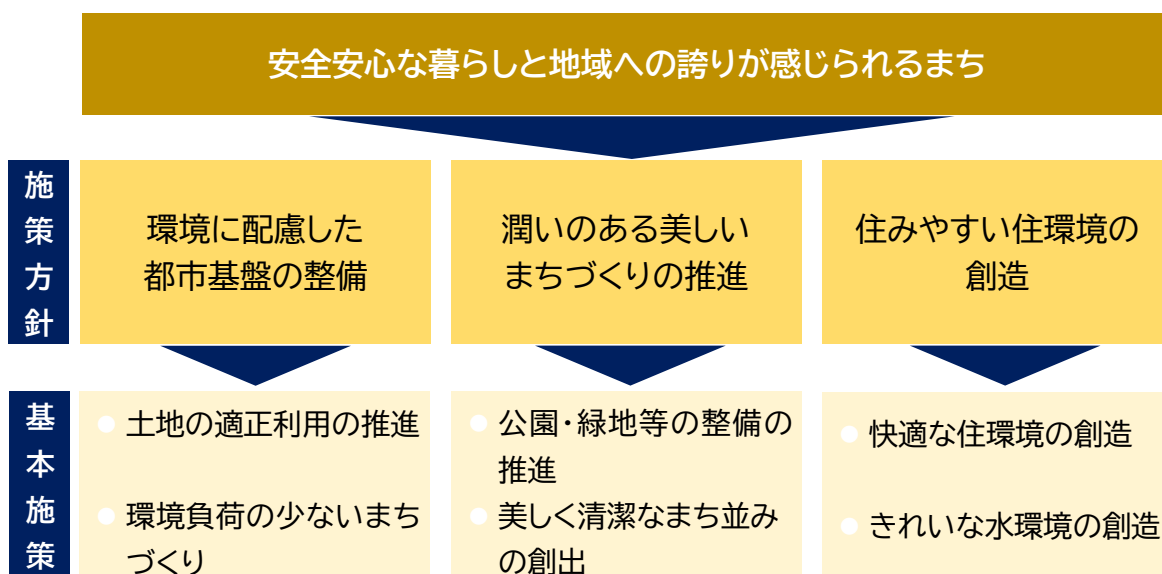 安全安心な暮らしと地域への誇りが感じられるまち
施策方針
環境に配慮した
都市基盤の整備
潤いのある美しい
まちづくりの推進
住みやすい住環境の
創造
基本施策
土地の適正利用の推進
環境負荷の少ないまち
づくり
公園・緑地等の整備の
推進
美しく清潔なまち並み
の創出
快適な住環境の創造
きれいな水環境の創造